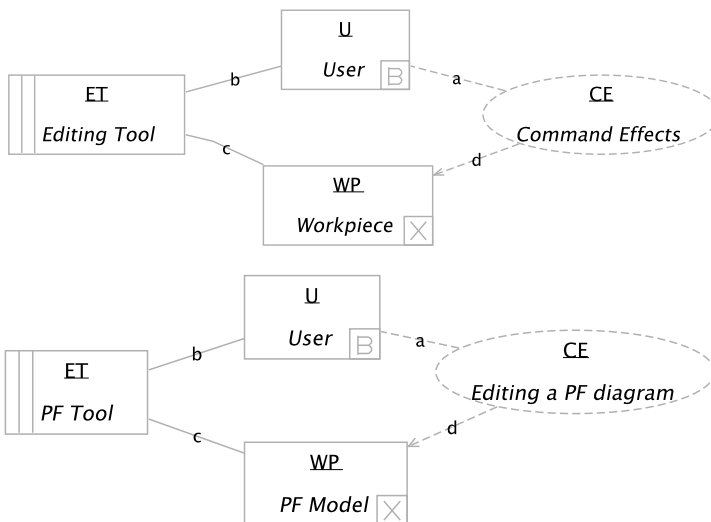 U
User
B
a
b
ET
Editing Tool
CE
Command Effects
c
d
WP
Workpiece
X
U
User
B
a
b
ET
PF Tool
CE
Editing a PF diagram
c
d
WP
PF Model
X